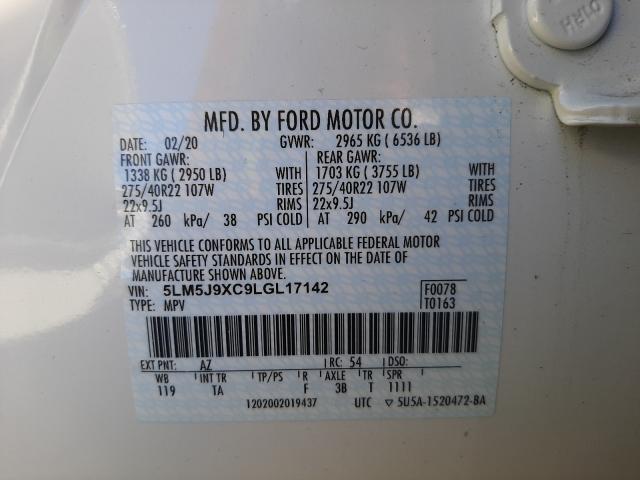 MFD. BY FORD MOTOR CO.
DATE: 02/20 GVWR: 2965 KG ( 6536 LB)
FRONT GAWR: REAR GAWR:
1338 KG ( 2950 LB) WITH 1703 KG ( 3755 LB) WITH
275/40R22 107W TIRES 275/40R22 107W TIRES
22x9.5J RIMS 22x9.5J RIMS
AT 260 kPa/ 38 PSI COLD AT 290 kPa/ 42 PSI COLD
THIS VEHICLE CONFORMS TO ALL APPLICABLE FEDERAL MOTOR
VEHICLE SAFETY STANDARDS IN EFFECT ON THE DATE OF
MANUFACTURE SHOWN ABOVE.
VIN: 5LM5J9XC9LGL17142 F0078
TYPE: MPV T0163
EXT PNT: AZ RC: 54 DSO:
WB INT TR TP/PS R AXLE TR SPR
119 TA F 3B T 1111
1202002019437 UTC ▽ 5U5A-1520472-BA